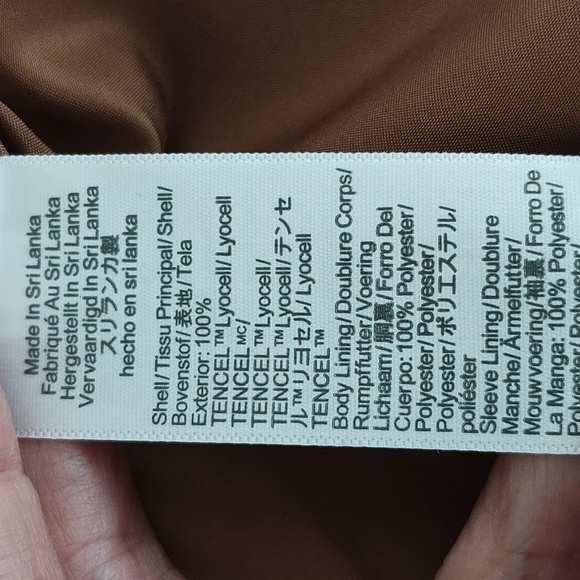 Made In Sri Lanka
Fabriqué Au Sri Lanka
Hergestellt In Sri Lanka
Vervaardigd In Sri Lanka
スリランカ製
hecho en sri lanka
Shell/Tissu Principal/Shell/
Bovenstof/表地/Tela
Exterior: 100%
TENCEL™Lyocell/Lyocell
TENCEL MC/
TENCEL™Lyocell/
TENCEL™Lyocell/テンセ
ル™リヨセル/Lyocell
TENCEL™
Body Lining/Doublure Corps/
Rumpffutter/Voering
Lichaam/胴裏/Forro Del
Cuerpo: 100% Polyester/
Polyester/Polyester/
Polyester/ポリエステル/
poliéster
Sleeve Lining/Doublure
Manche/Ärmelfutter/
Mouwvoering/袖裏/Forro De
La Manga: 100% Polyester/
Polyester/Polyester/